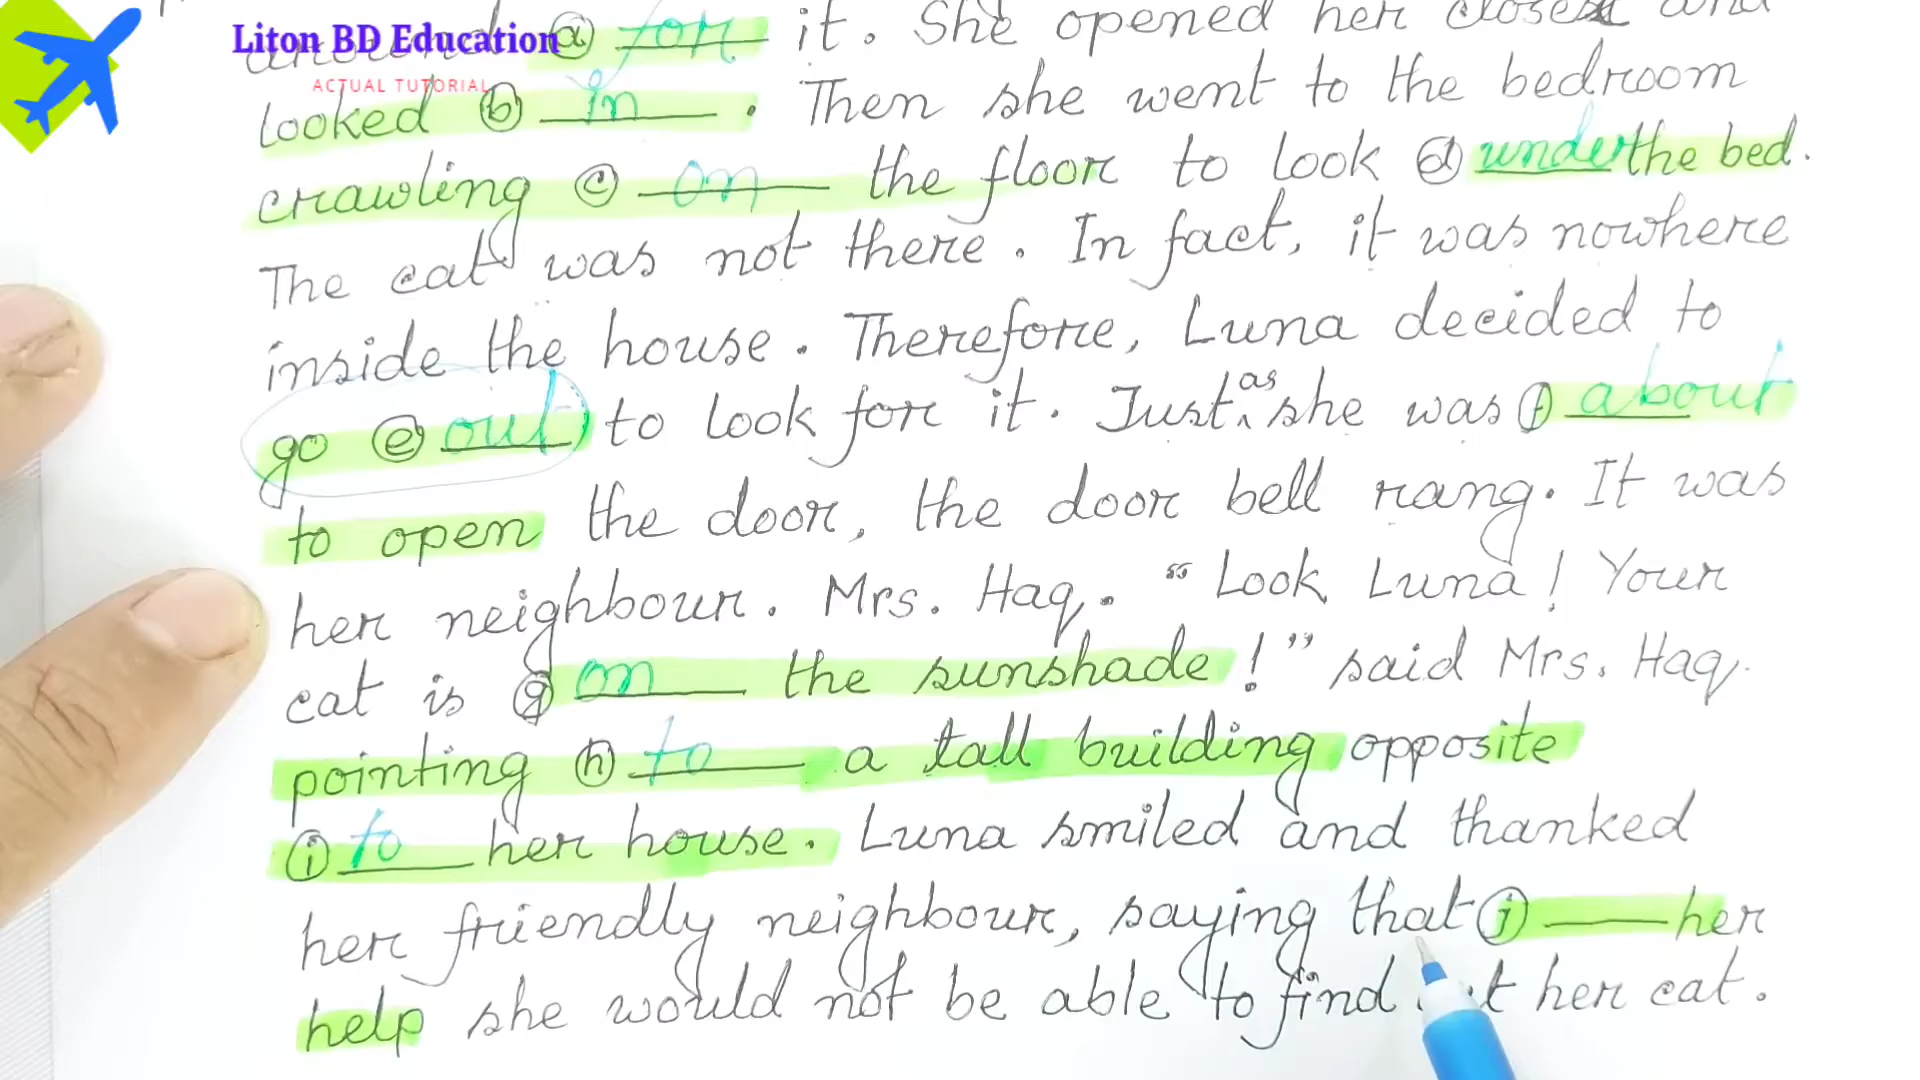 Liton BD Education
ACTUAL TUTORIAL
around ⓐ for it. She opened her closet and
looked ⓑ in . Then she went to the bedroom
crawling ⓒ on the floor to look ⓓ under the bed.
The cat was not there. In fact, it was nowhere
inside the house. Therefore, Luna decided to
go ⓔ out to look for it. Just as she was ⓕ about
to open the door, the door bell rang. It was
her neighbour. Mrs. Haq. "Look Luna! Your
cat is ⓖ on the sunshade!" said Mrs. Haq.
pointing ⓗ to a tall building opposite
ⓘ to her house. Luna smiled and thanked
her friendly neighbour, saying that ⓙ ____ her
help she would not be able to find her cat.